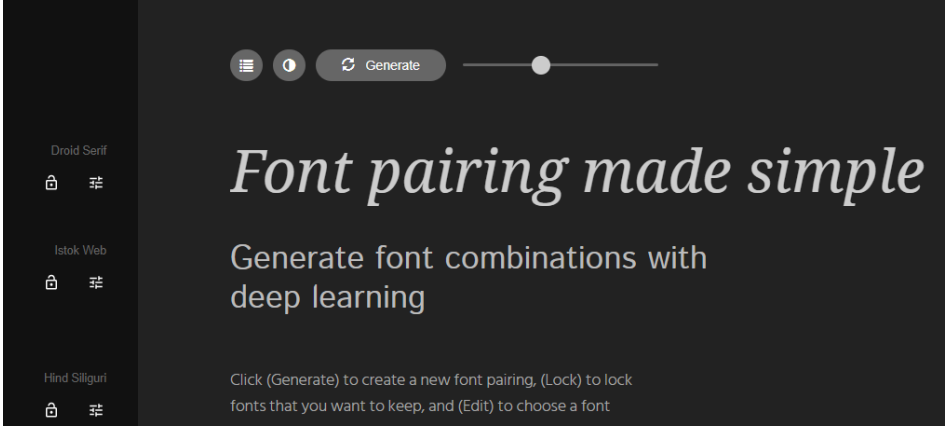 Generate
Droid Serif
Font pairing made simple
Istok Web
Generate font combinations with
deep learning
Hind Siliguri
Click (Generate) to create a new font pairing, (Lock) to lock
fonts that you want to keep, and (Edit) to choose a font